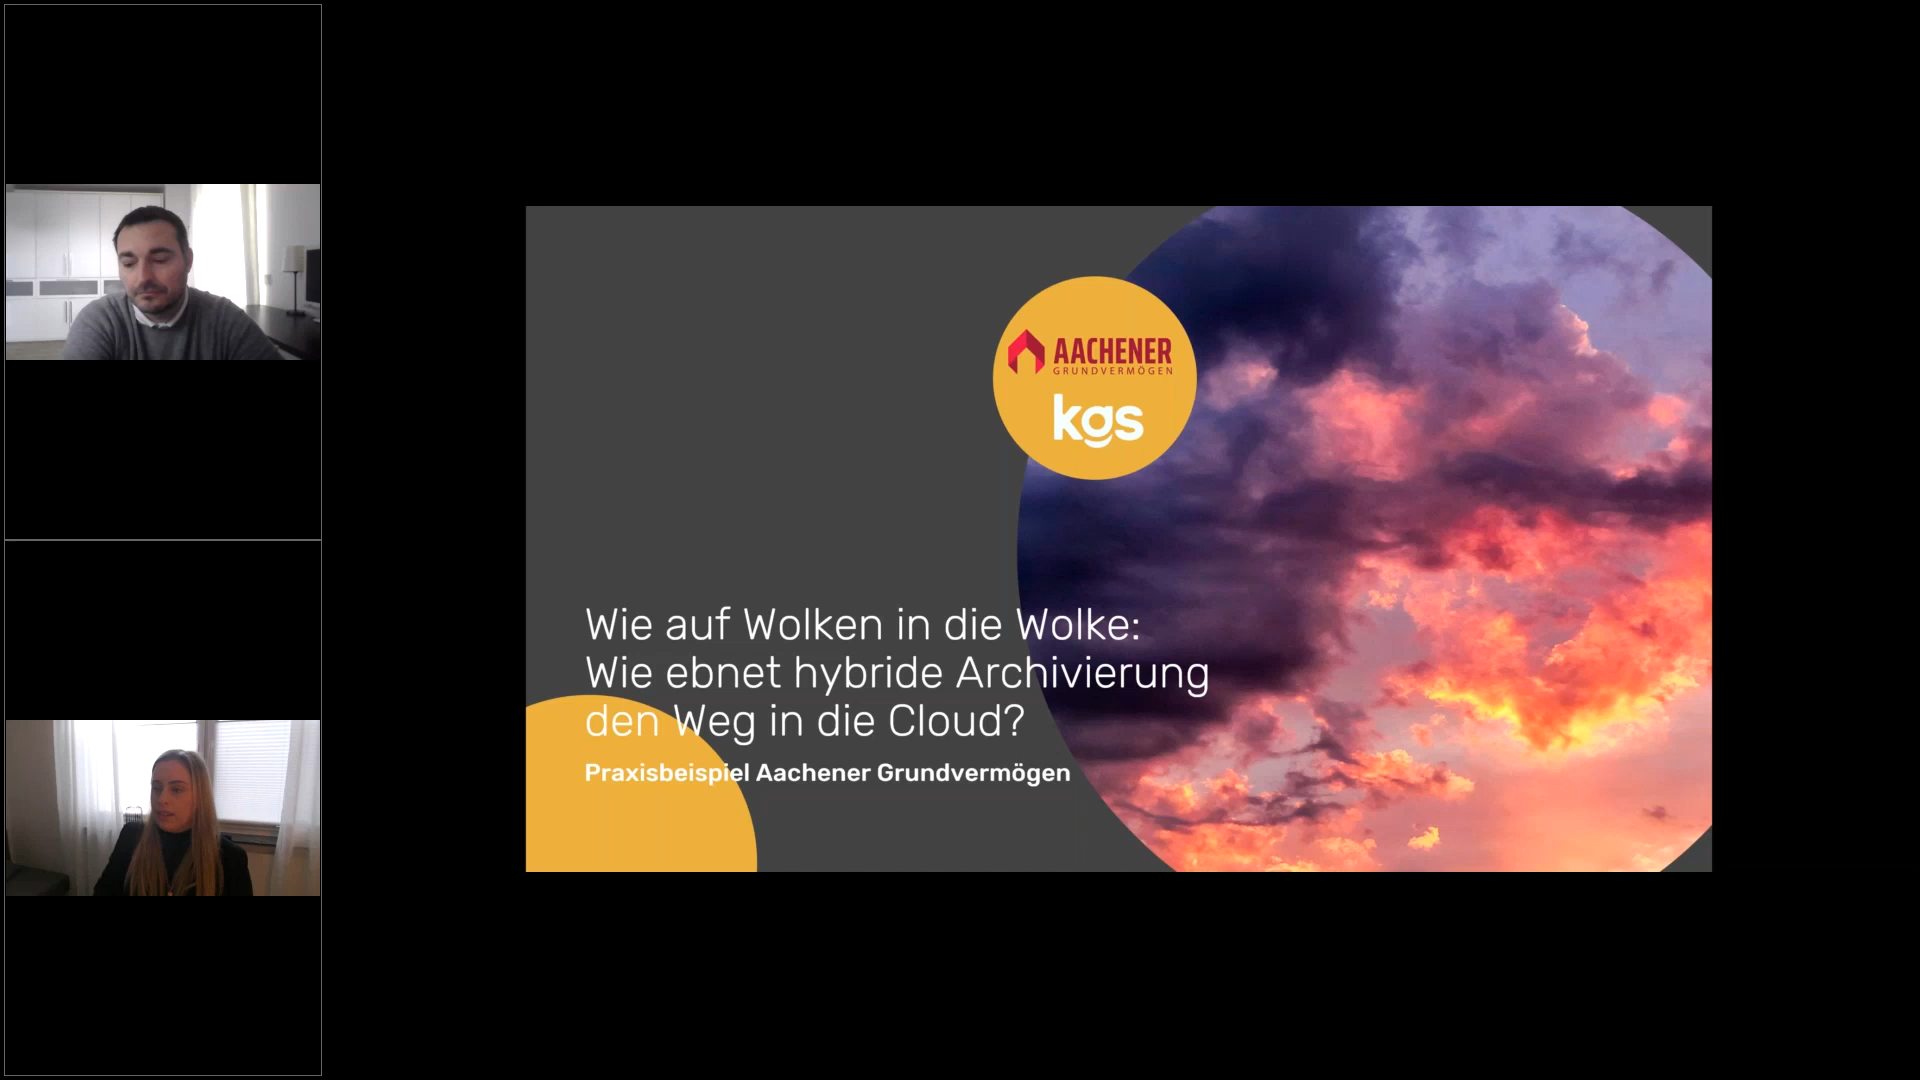 AACHENER
GRUNDVERMÖGEN
kgs
Wie auf Wolken in die Wolke:
Wie ebnet hybride Archivierung
den Weg in die Cloud?
Praxisbeispiel Aachener Grundvermögen